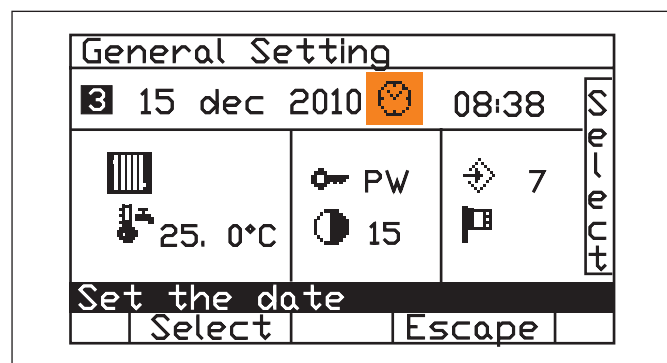 General Setting
3 15 dec 2010 08:38
Select
PW 7
25. 0°C 15
Set the date
Select Escape